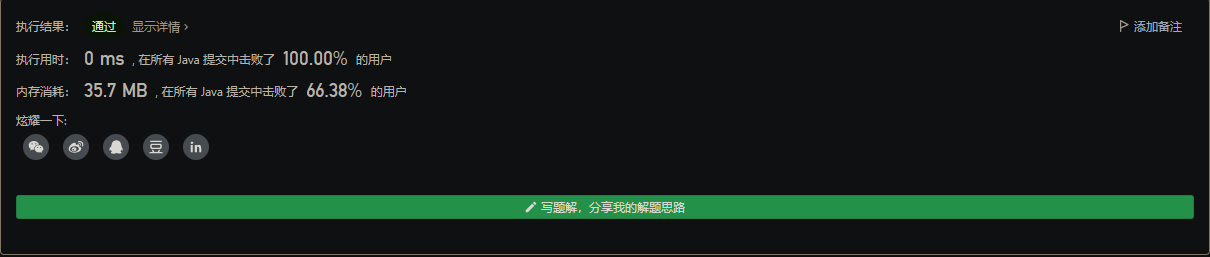 执行结果： 通过 显示详情 › 添加备注
执行用时： 0 ms , 在所有 Java 提交中击败了 100.00% 的用户
内存消耗： 35.7 MB , 在所有 Java 提交中击败了 66.38% 的用户
炫耀一下:
豆 in
写题解，分享我的解题思路